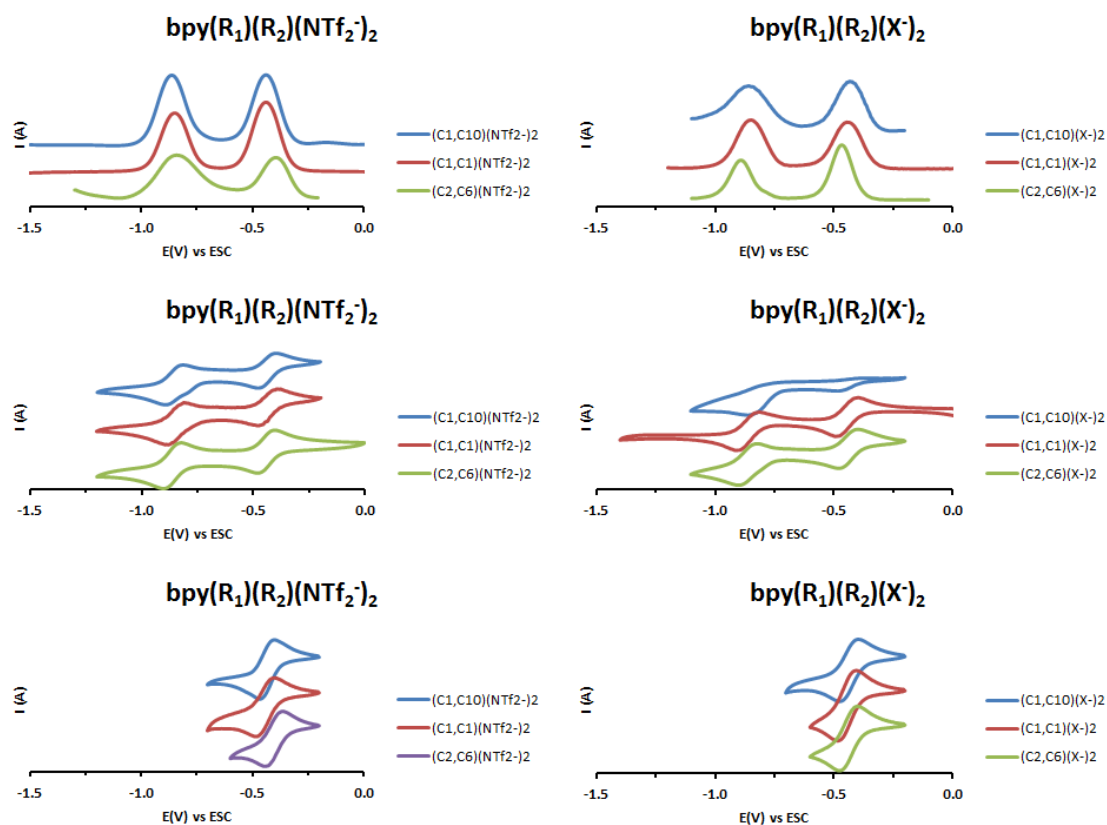 bpy(R₁)(R₂)(NTf₂⁻)₂
I (A)
(C1,C10)(NTf2-)2
(C1,C1)(NTf2-)2
(C2,C6)(NTf2-)2
-1.5 -1.0 -0.5 0.0
E(V) vs ESC
bpy(R₁)(R₂)(X⁻)₂
I (A)
(C1,C10)(X-)2
(C1,C1)(X-)2
(C2,C6)(X-)2
-1.5 -1.0 -0.5 0.0
E(V) vs ESC
bpy(R₁)(R₂)(NTf₂⁻)₂
I (A)
(C1,C10)(NTf2-)2
(C1,C1)(NTf2-)2
(C2,C6)(NTf2-)2
-1.5 -1.0 -0.5 0.0
E(V) vs ESC
bpy(R₁)(R₂)(X⁻)₂
I (A)
(C1,C10)(X-)2
(C1,C1)(X-)2
(C2,C6)(X-)2
-1.5 -1.0 -0.5 0.0
E(V) vs ESC
bpy(R₁)(R₂)(NTf₂⁻)₂
I (A)
(C1,C10)(NTf2-)2
(C1,C1)(NTf2-)2
(C2,C6)(NTf2-)2
-1.5 -1.0 -0.5 0.0
E(V) vs ESC
bpy(R₁)(R₂)(X⁻)₂
I (A)
(C1,C10)(X-)2
(C1,C1)(X-)2
(C2,C6)(X-)2
-1.5 -1.0 -0.5 0.0
E(V) vs ESC